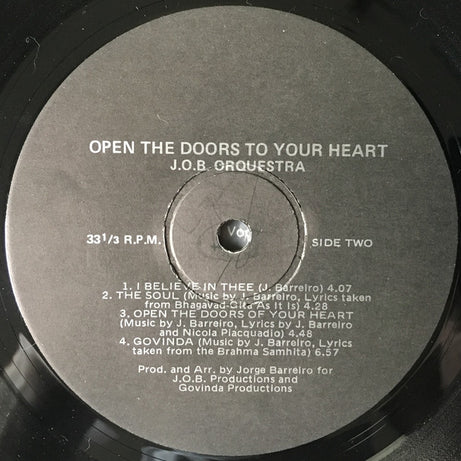 OPEN THE DOORS TO YOUR HEART
J.O.B. ORQUESTRA
33 1/3 R.P.M.
SIDE TWO
1. I BELIEVE IN THEE (J. Barreiro) 4.07
2. THE SOUL (Music by J. Barreiro, Lyrics taken
from Bhagavad-Gita As It Is) 4.28
3. OPEN THE DOORS OF YOUR HEART
(Music by J. Barreiro, Lyrics by J. Barreiro
and Nicola Piacquadio) 4.48
4. GOVINDA (Music by J. Barreiro, Lyrics
taken from the Brahma Samhita) 6.57
Prod. and Arr. by Jorge Barreiro for
J.O.B. Productions and
Govinda Productions